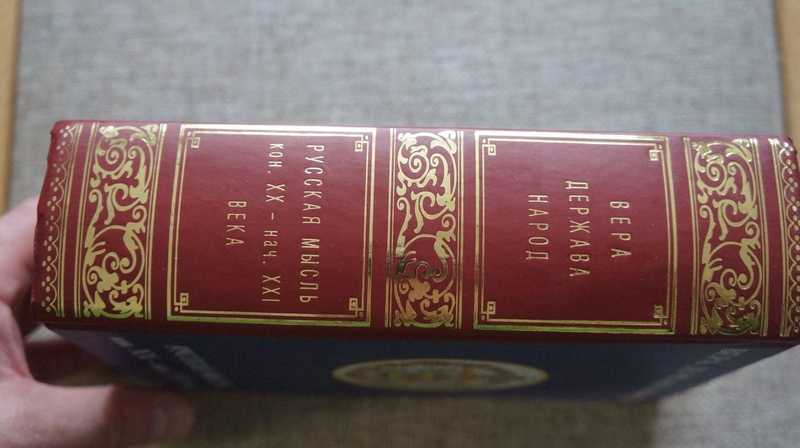 ВЕРА
ДЕРЖАВА
НАРОД
РУССКАЯ МЫСЛЬ
КОН. XX – НАЧ. XXI
ВЕКА